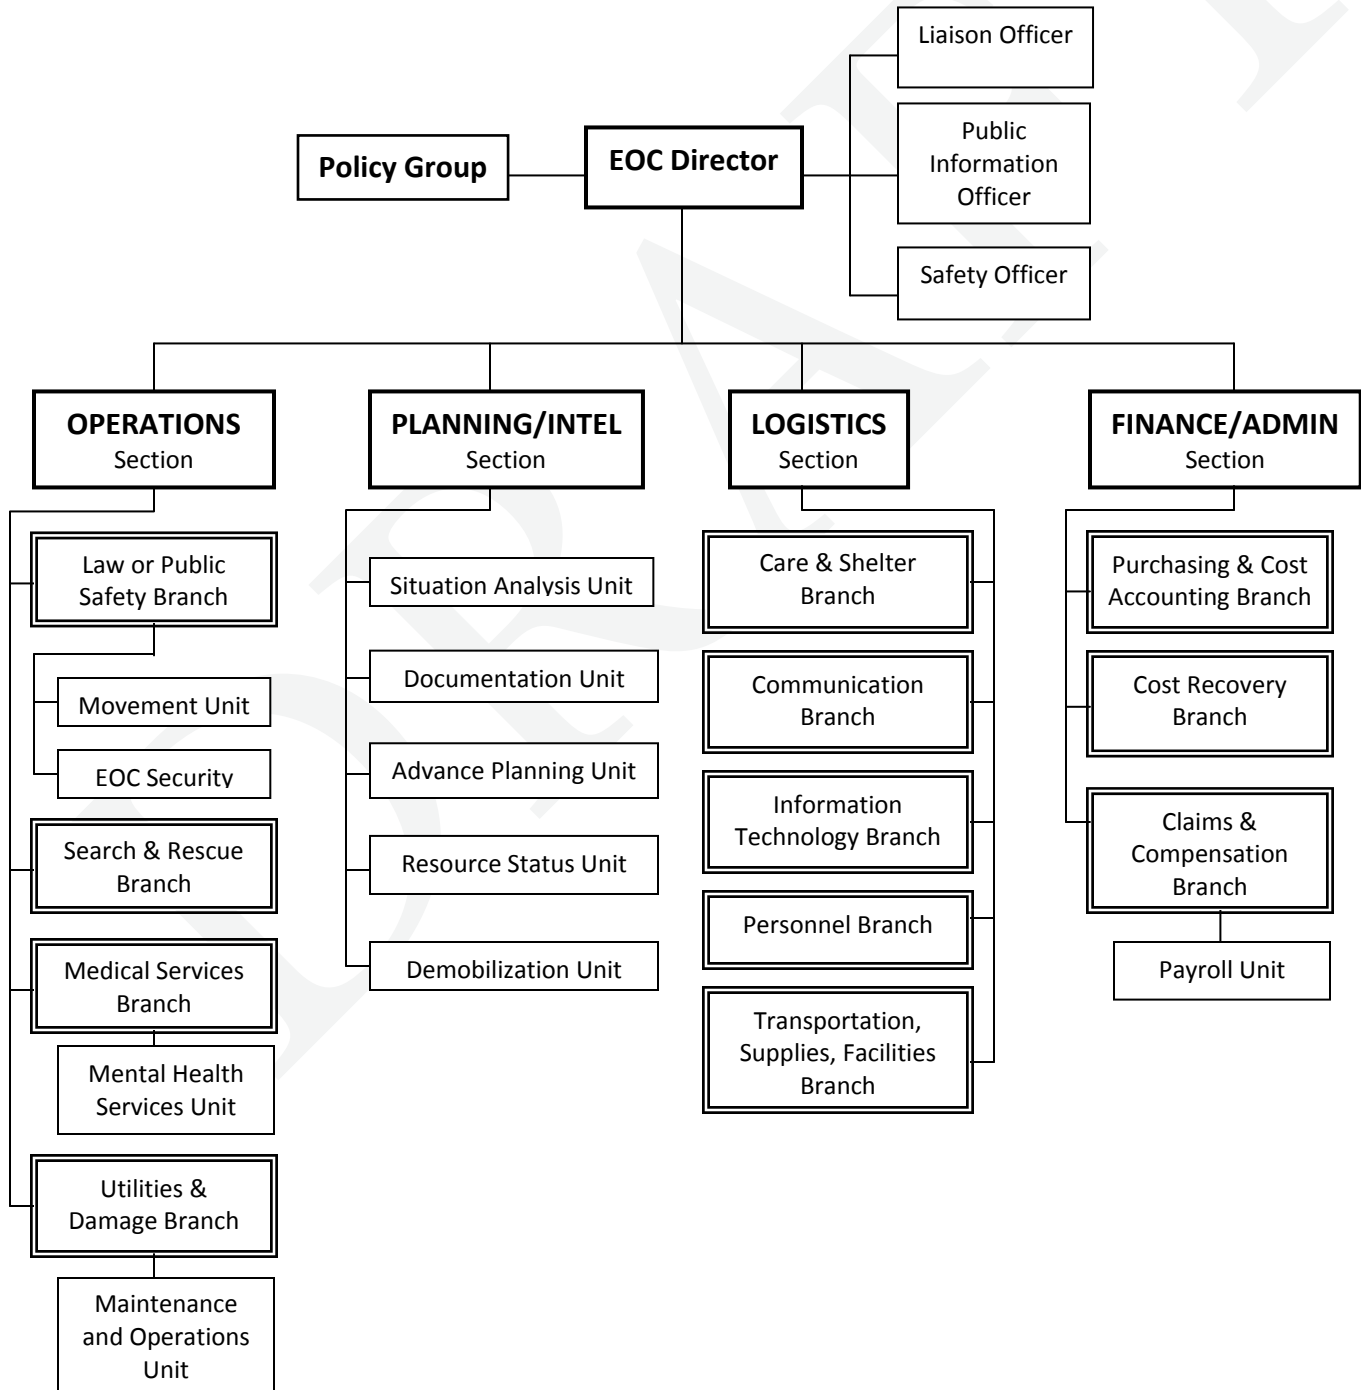 Liaison Officer
Public
Information
Officer
Safety Officer
Policy Group
EOC Director
OPERATIONS
Section
Law or Public
Safety Branch
Movement Unit
EOC Security
Search & Rescue
Branch
Medical Services
Branch
Mental Health
Services Unit
Utilities &
Damage Branch
Maintenance
and Operations
Unit
PLANNING/INTEL
Section
Situation Analysis Unit
Documentation Unit
Advance Planning Unit
Resource Status Unit
Demobilization Unit
LOGISTICS
Section
Care & Shelter
Branch
Communication
Branch
Information
Technology Branch
Personnel Branch
Transportation,
Supplies, Facilities
Branch
FINANCE/ADMIN
Section
Purchasing & Cost
Accounting Branch
Cost Recovery
Branch
Claims &
Compensation
Branch
Payroll Unit
DRAFT